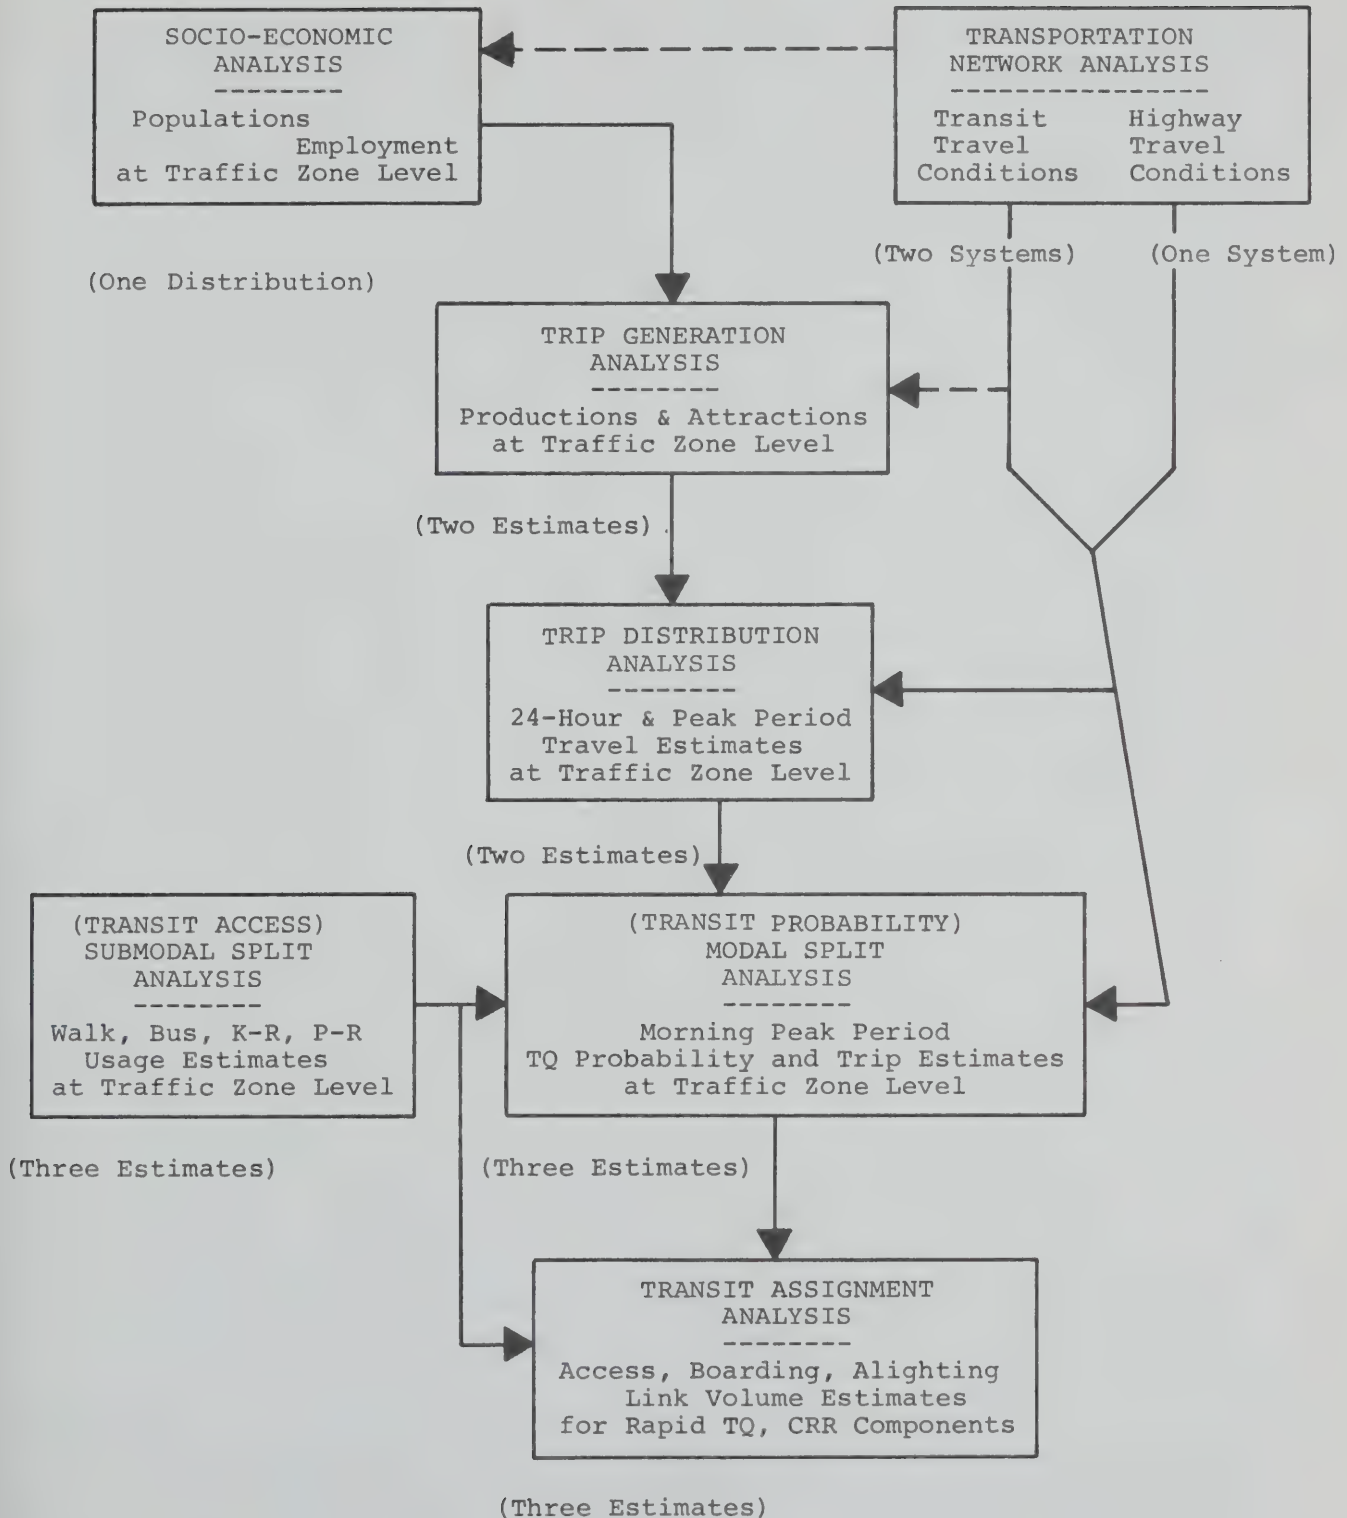 SOCIO-ECONOMIC
ANALYSIS
---------
Populations
Employment
at Traffic Zone Level
(One Distribution)
TRANSPORTATION
NETWORK ANALYSIS
----------------
Transit Highway
Travel Travel
Conditions Conditions
(Two Systems) (One System)
TRIP GENERATION
ANALYSIS
--------
Productions & Attractions
at Traffic Zone Level
(Two Estimates)
TRIP DISTRIBUTION
ANALYSIS
--------
24-Hour & Peak Period
Travel Estimates
at Traffic Zone Level
(Two Estimates)
(TRANSIT ACCESS)
SUBMODAL SPLIT
ANALYSIS
--------
Walk, Bus, K-R, P-R
Usage Estimates
at Traffic Zone Level
(Three Estimates)
(TRANSIT PROBABILITY)
MODAL SPLIT
ANALYSIS
--------
Morning Peak Period
TQ Probability and Trip Estimates
at Traffic Zone Level
(Three Estimates)
TRANSIT ASSIGNMENT
ANALYSIS
--------
Access, Boarding, Alighting
Link Volume Estimates
for Rapid TQ, CRR Components
(Three Estimates)